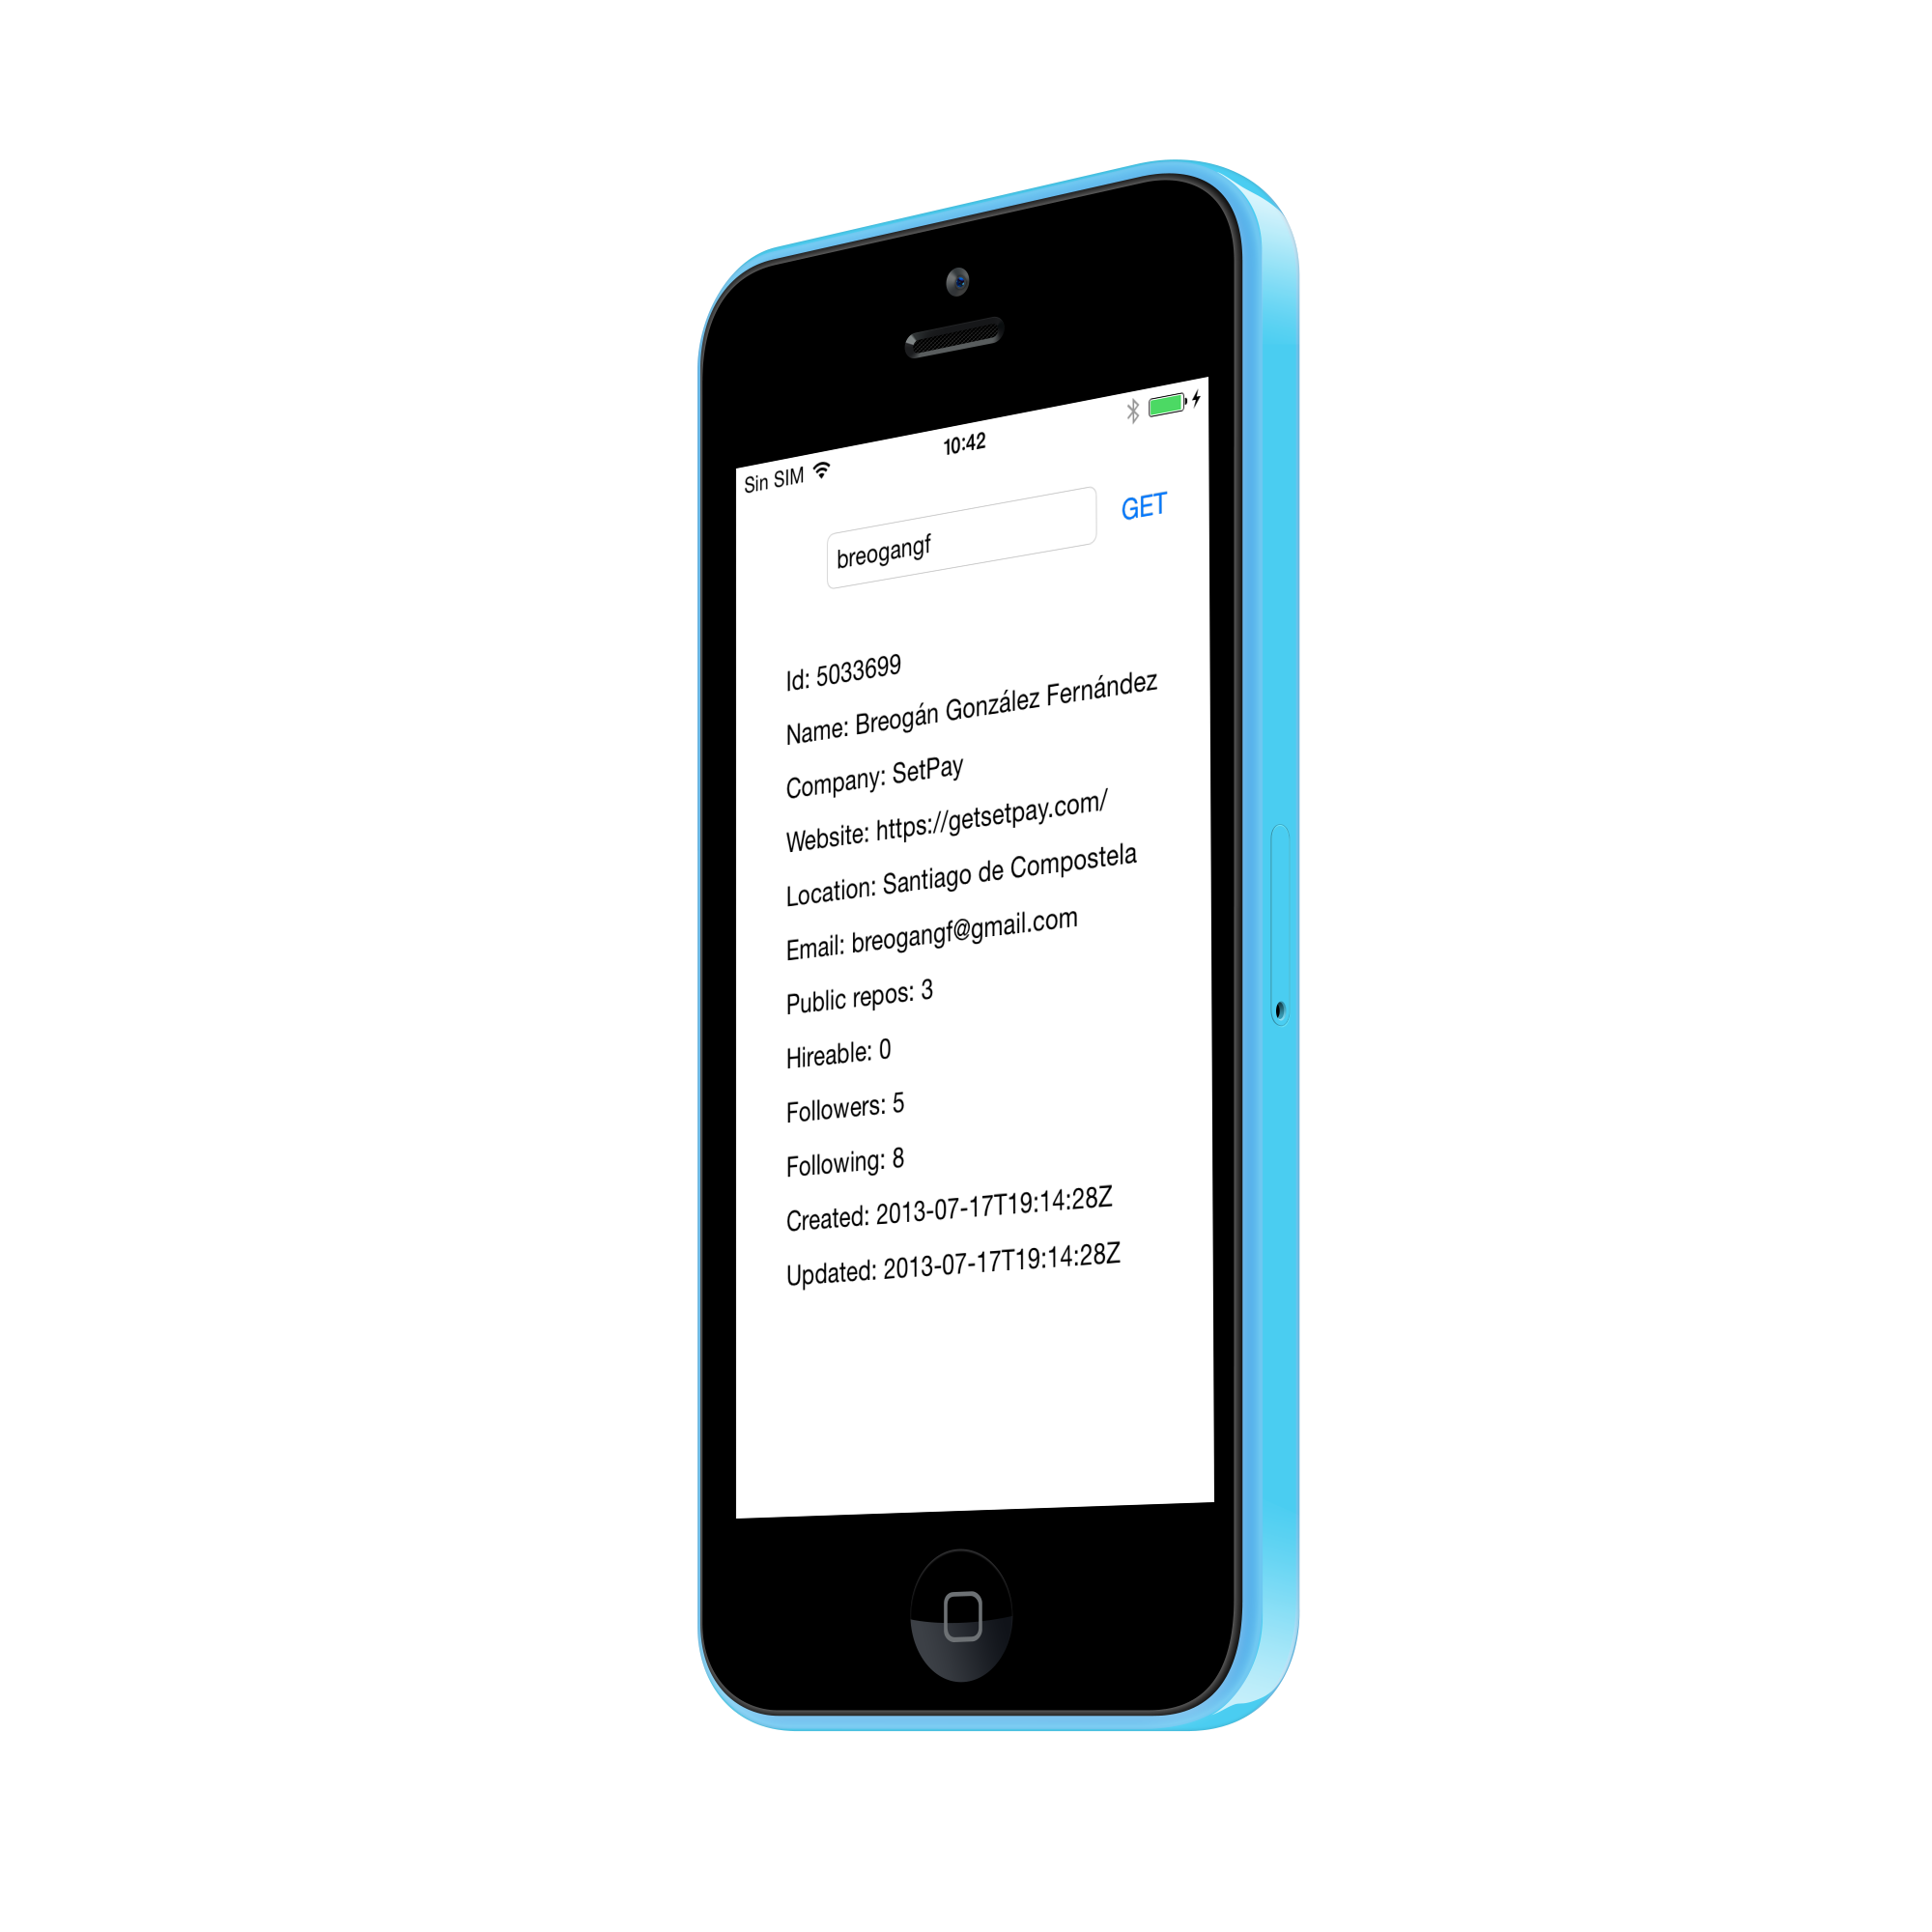 Sin SIM 10:42
breogangf GET
Id: 5033699
Name: Breogán González Fernández
Company: SetPay
Website: https://getsetpay.com/
Location: Santiago de Compostela
Email: breogangf@gmail.com
Public repos: 3
Hireable: 0
Followers: 5
Following: 8
Created: 2013-07-17T19:14:28Z
Updated: 2013-07-17T19:14:28Z